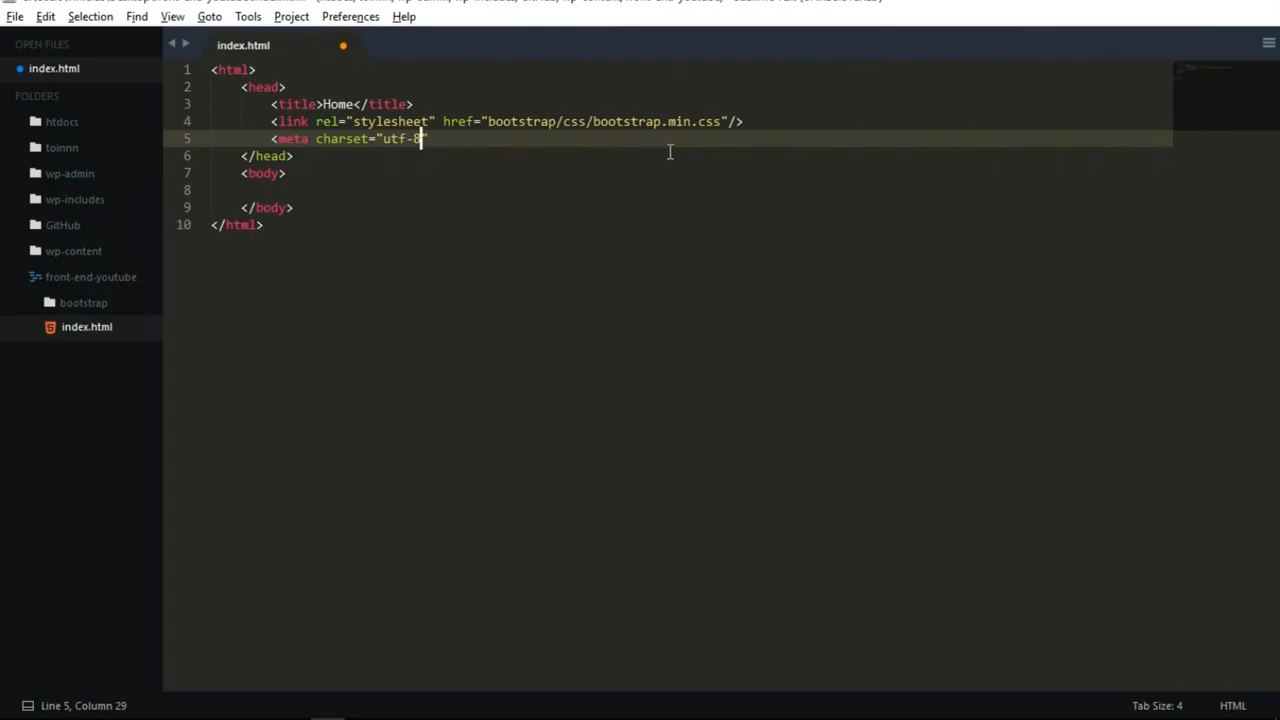 File Edit Selection Find View Goto Tools Project Preferences Help
OPEN FILES
index.html
FOLDERS
htdocs
toinnn
wp-admin
wp-includes
GitHub
wp-content
front-end-youtube
bootstrap
index.html
index.html
1 <html>
2 <head>
3 <title>Home</title>
4 <link rel="stylesheet" href="bootstrap/css/bootstrap.min.css"/>
5 <meta charset="utf-8"
6 </head>
7 <body>
8
9 </body>
10 </html>
Line 5, Column 29
Tab Size: 4
HTML